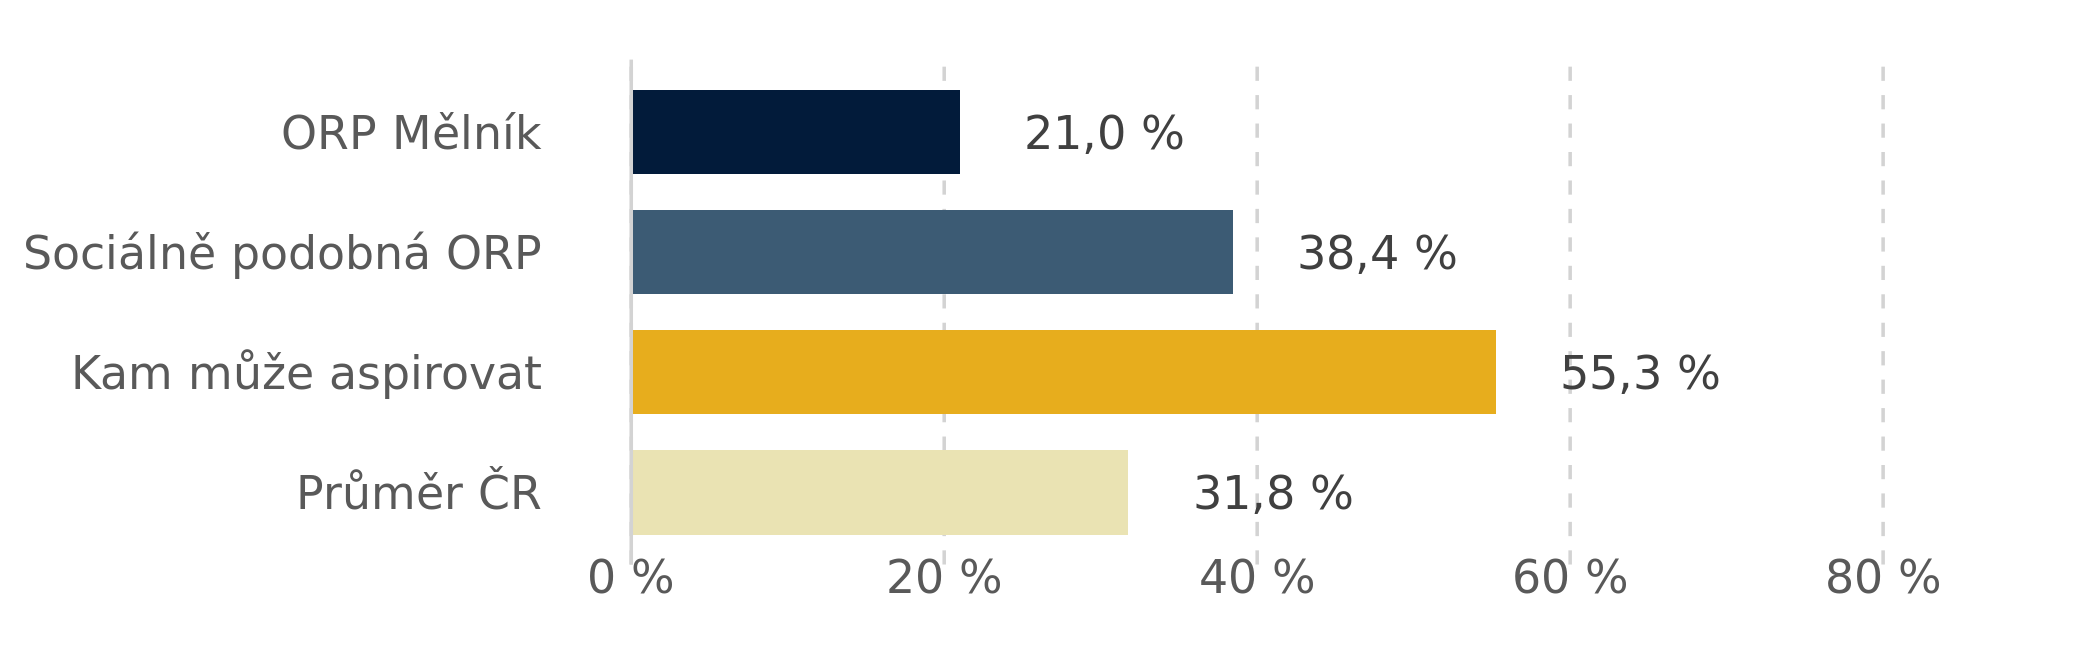 ORP Mělník
21,0 %
Sociálně podobná ORP
38,4 %
Kam může aspirovat
55,3 %
Průměr ČR
31,8 %
0 % 20 % 40 % 60 % 80 %